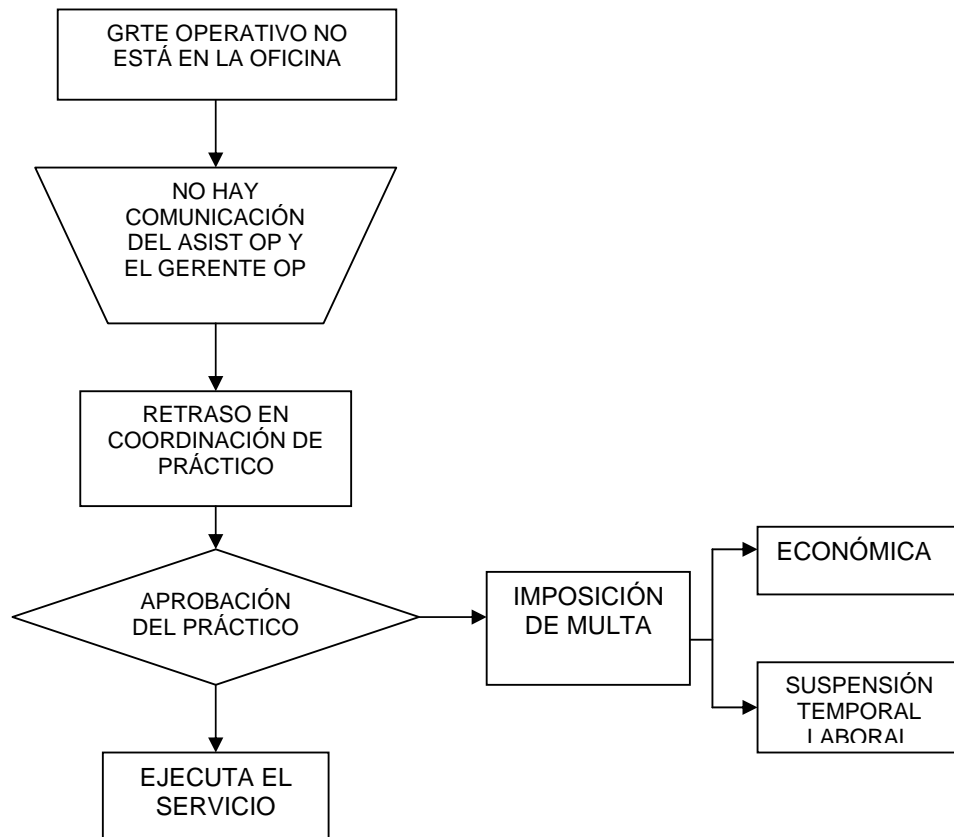 GRTE OPERATIVO NO
ESTÁ EN LA OFICINA
NO HAY
COMUNICACIÓN
DEL ASIST OP Y
EL GERENTE OP
RETRASO EN
COORDINACIÓN DE
PRÁCTICO
APROBACIÓN
DEL PRÁCTICO
IMPOSICIÓN
DE MULTA
ECONÓMICA
SUSPENSIÓN
TEMPORAL
LABORAL
EJECUTA EL
SERVICIO